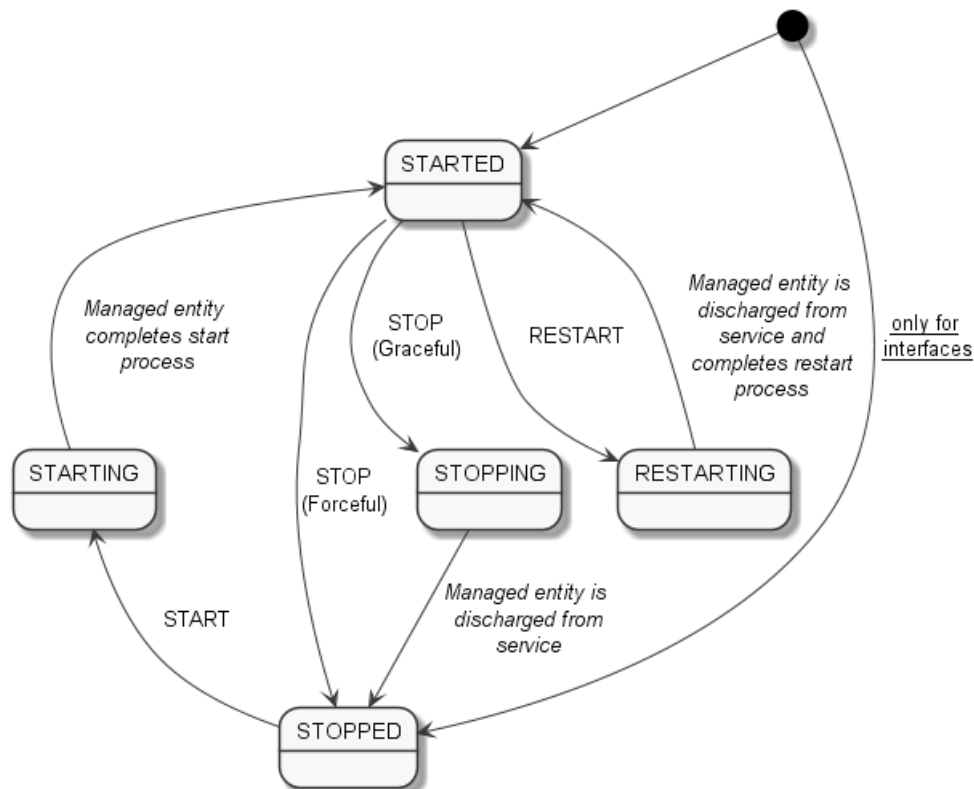 STARTED
Managed entity
completes start
process
STOP
(Graceful)
RESTART
Managed entity is
discharged from
service and
completes restart
process
only for
interfaces
STARTING
STOP
(Forceful)
STOPPING
RESTARTING
START
Managed entity is
discharged from
service
STOPPED